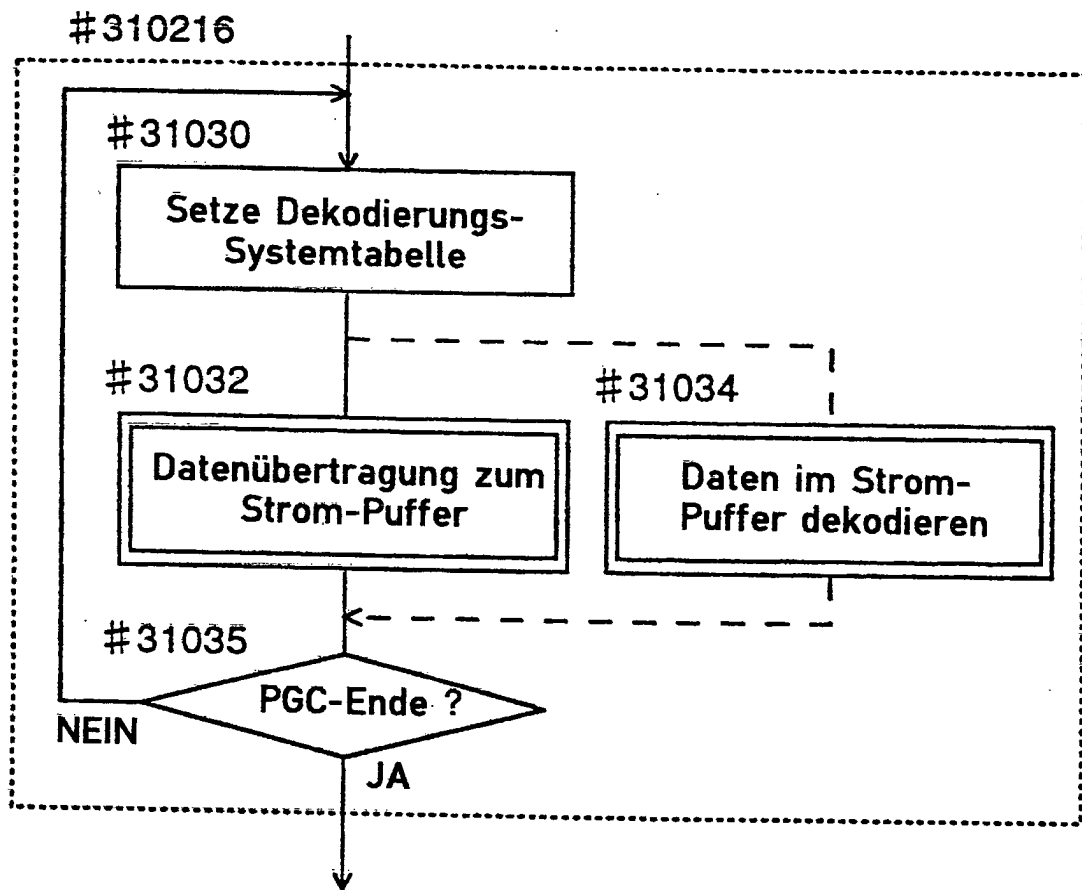 #310216
#31030
Setze Dekodierungs-
Systemtabelle
#31032
#31034
Datenübertragung zum
Strom-Puffer
Daten im Strom-
Puffer dekodieren
#31035
PGC-Ende ?
NEIN
JA